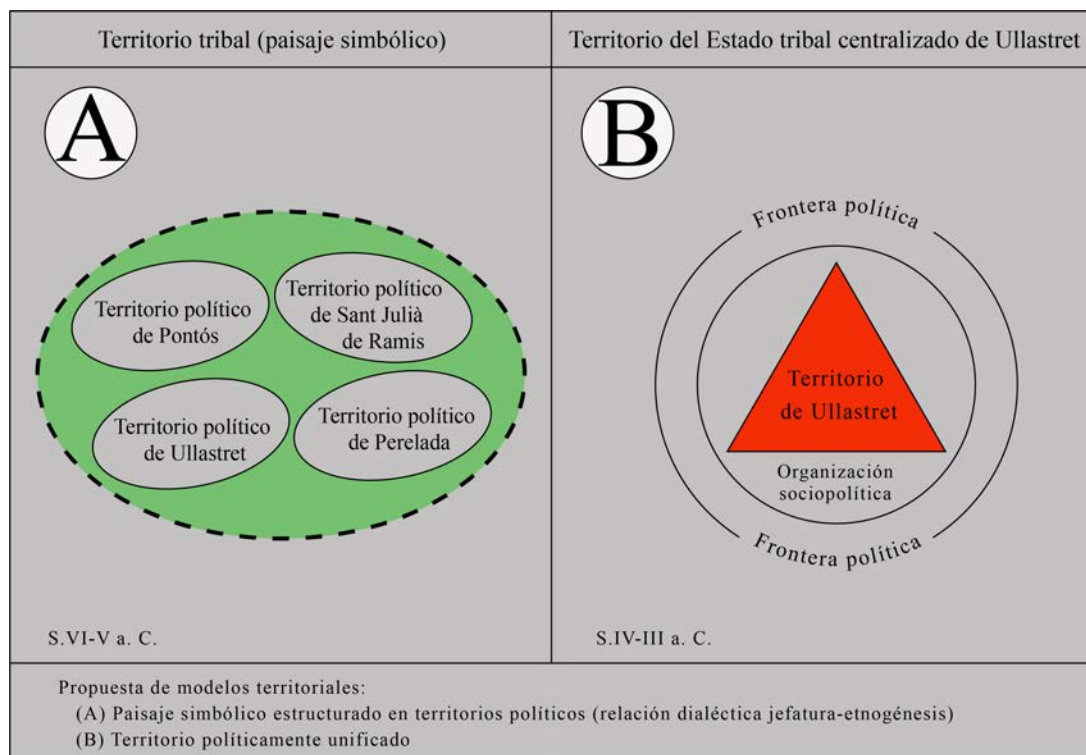 Territorio tribal (paisaje simbólico)
Territorio del Estado tribal centralizado de Ullastret
A
Territorio político
de Pontós
Territorio político
de Sant Julià
de Ramis
Territorio político
de Ullastret
Territorio político
de Perelada
S.VI-V a. C.
B
Frontera política
Territorio
de Ullastret
Organización
sociopolítica
Frontera política
S.IV-III a. C.
Propuesta de modelos territoriales:
(A) Paisaje simbólico estructurado en territorios políticos (relación dialéctica jefatura-etnogénesis)
(B) Territorio políticamente unificado